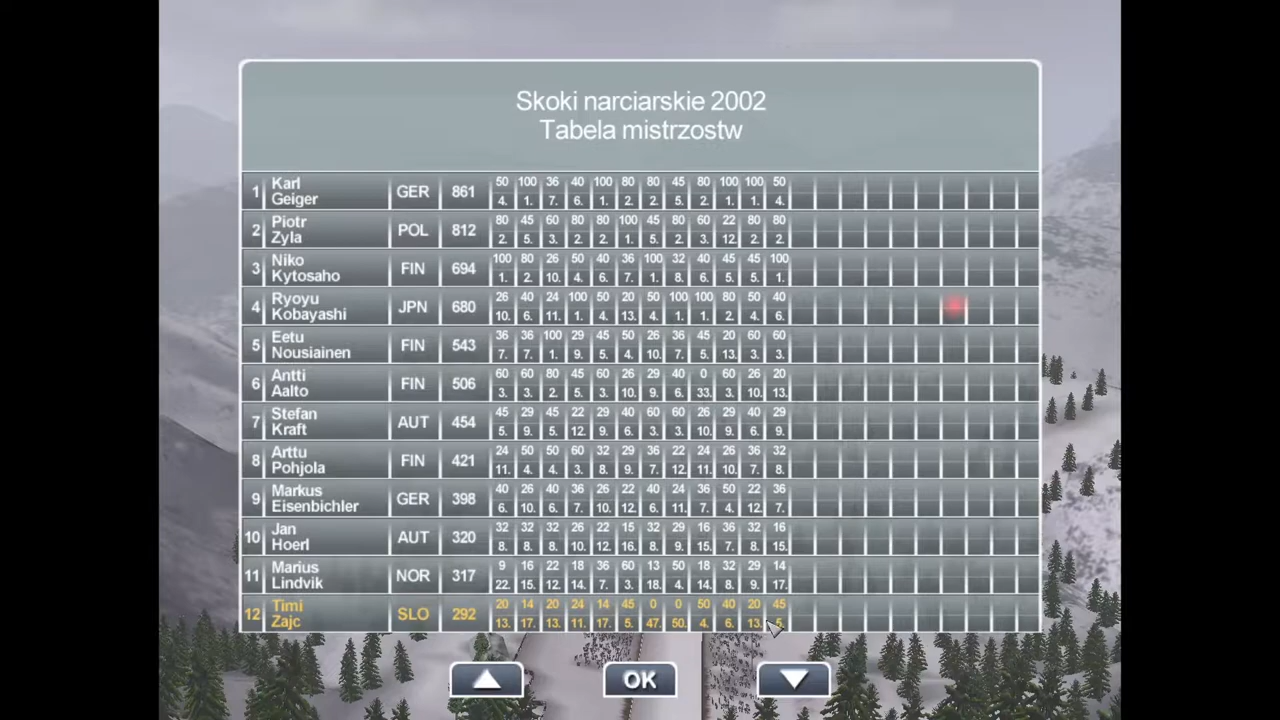 Skoki narciarskie 2002
Tabela mistrzostw
1 Karl Geiger GER 861 50 100 36 40 100 80 80 45 80 100 100 50
4. 1. 7. 6. 1. 2. 2. 5. 2. 1. 1. 4.
2 Piotr Zyla POL 812 80 45 60 80 80 100 45 80 60 22 80 80
2. 5. 3. 2. 2. 1. 5. 2. 3. 12. 2. 2.
3 Niko Kytosaho FIN 694 100 80 26 50 40 36 100 32 40 45 45 100
1. 2. 10. 4. 6. 7. 1. 8. 6. 5. 5. 1.
4 Ryoyu Kobayashi JPN 680 26 40 24 100 50 20 50 100 100 80 50 40
10. 6. 11. 1. 4. 13. 4. 1. 1. 2. 4. 6.
5 Eetu Nousiainen FIN 543 36 36 100 29 45 50 26 36 45 20 60 60
7. 7. 1. 9. 5. 4. 10. 7. 5. 13. 3. 3.
6 Antti Aalto FIN 506 60 60 80 45 60 26 29 40 0 60 26 20
3. 3. 2. 5. 3. 10. 9. 6. 33. 3. 10. 13.
7 Stefan Kraft AUT 454 45 29 45 22 29 40 60 60 26 29 40 29
5. 9. 5. 12. 9. 6. 3. 3. 10. 9. 6. 9.
8 Arttu Pohjola FIN 421 24 50 50 60 32 29 36 22 24 26 36 32
11. 4. 4. 3. 8. 9. 7. 12. 11. 10. 7. 8.
9 Markus Eisenbichler GER 398 40 26 40 36 26 22 40 24 36 50 22 36
6. 10. 6. 7. 10. 12. 6. 11. 7. 4. 12. 7.
10 Jan Hoerl AUT 320 32 32 32 26 22 15 32 29 16 36 32 16
8. 8. 8. 10. 12. 16. 8. 9. 15. 7. 8. 15.
11 Marius Lindvik NOR 317 9 16 22 18 36 60 13 50 18 32 29 14
22. 15. 12. 14. 7. 3. 18. 4. 14. 8. 9. 17.
12 Timi Zajc SLO 292 20 14 20 24 14 45 0 0 50 40 20 45
13. 17. 13. 11. 17. 5. 47. 50. 4. 6. 13. 5.
OK